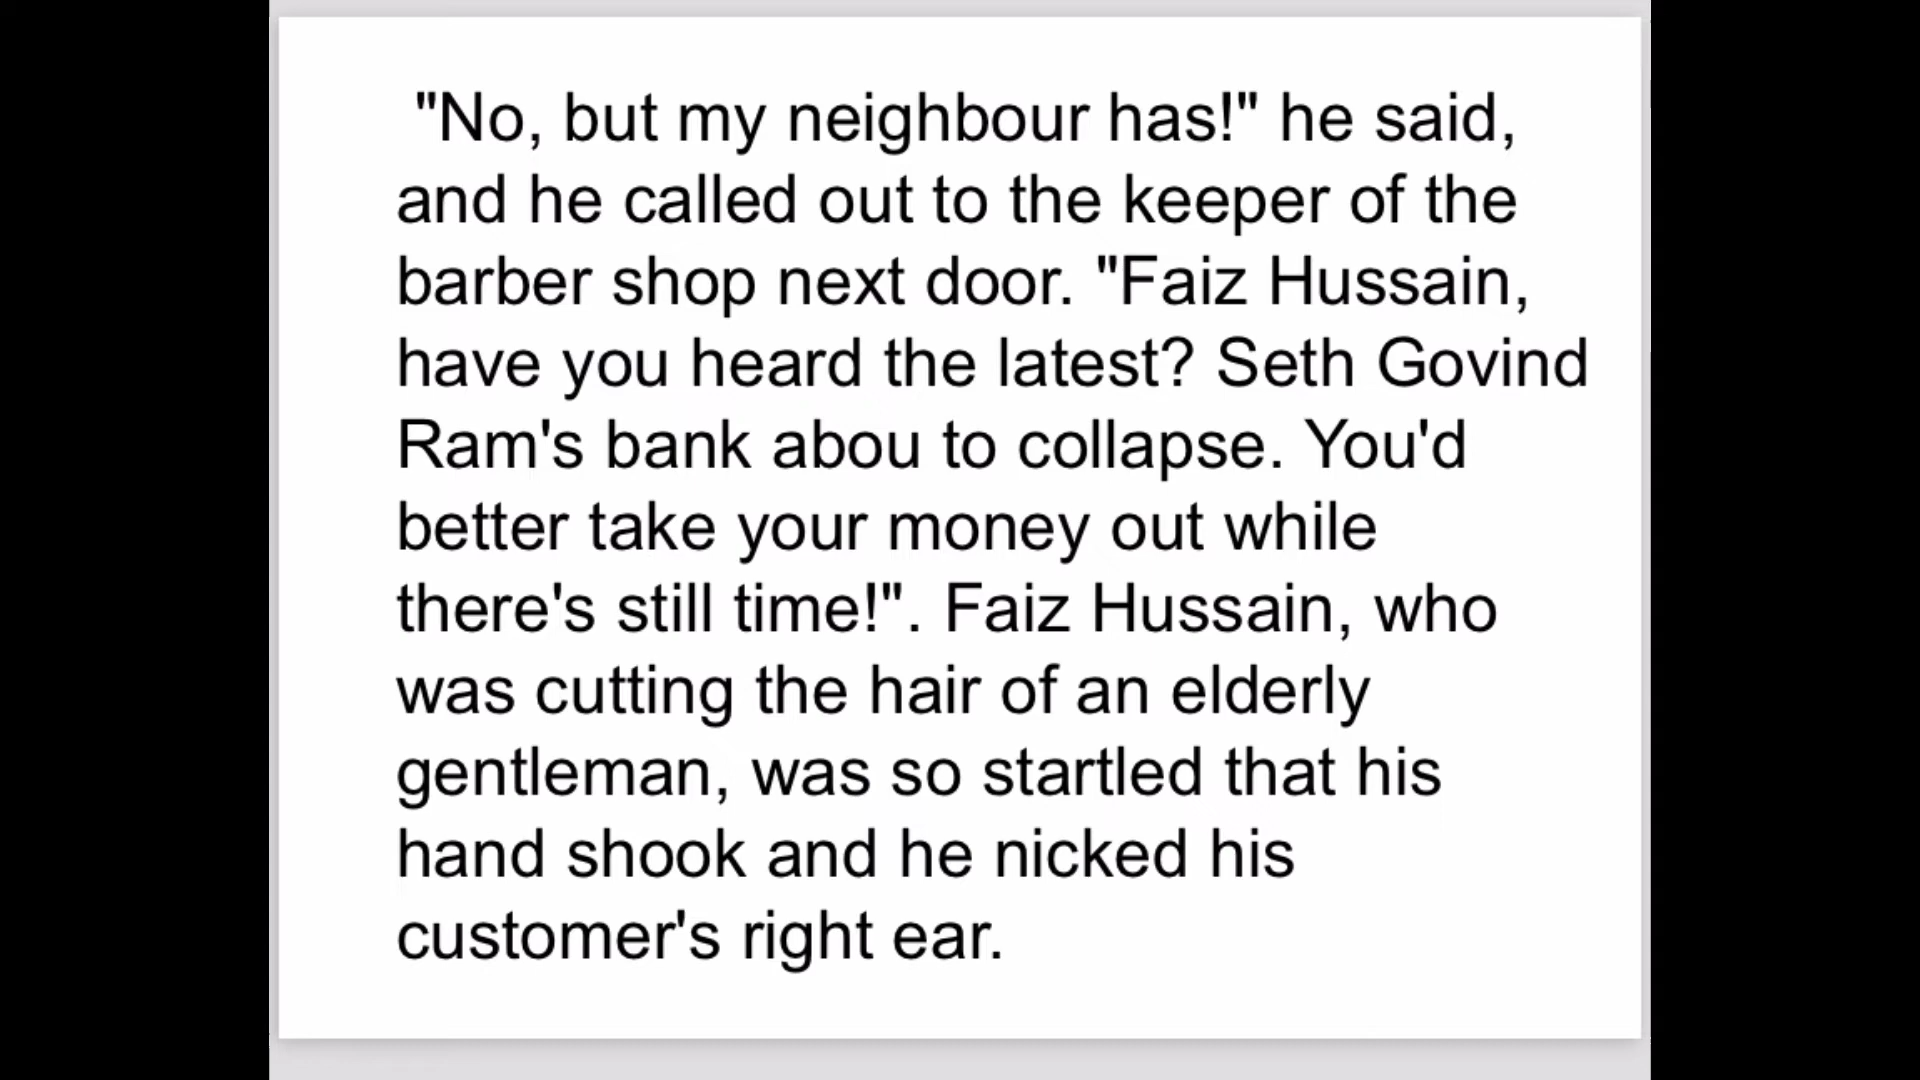 "No, but my neighbour has!" he said,
and he called out to the keeper of the
barber shop next door. "Faiz Hussain,
have you heard the latest? Seth Govind
Ram's bank abou to collapse. You'd
better take your money out while
there's still time!". Faiz Hussain, who
was cutting the hair of an elderly
gentleman, was so startled that his
hand shook and he nicked his
customer's right ear.